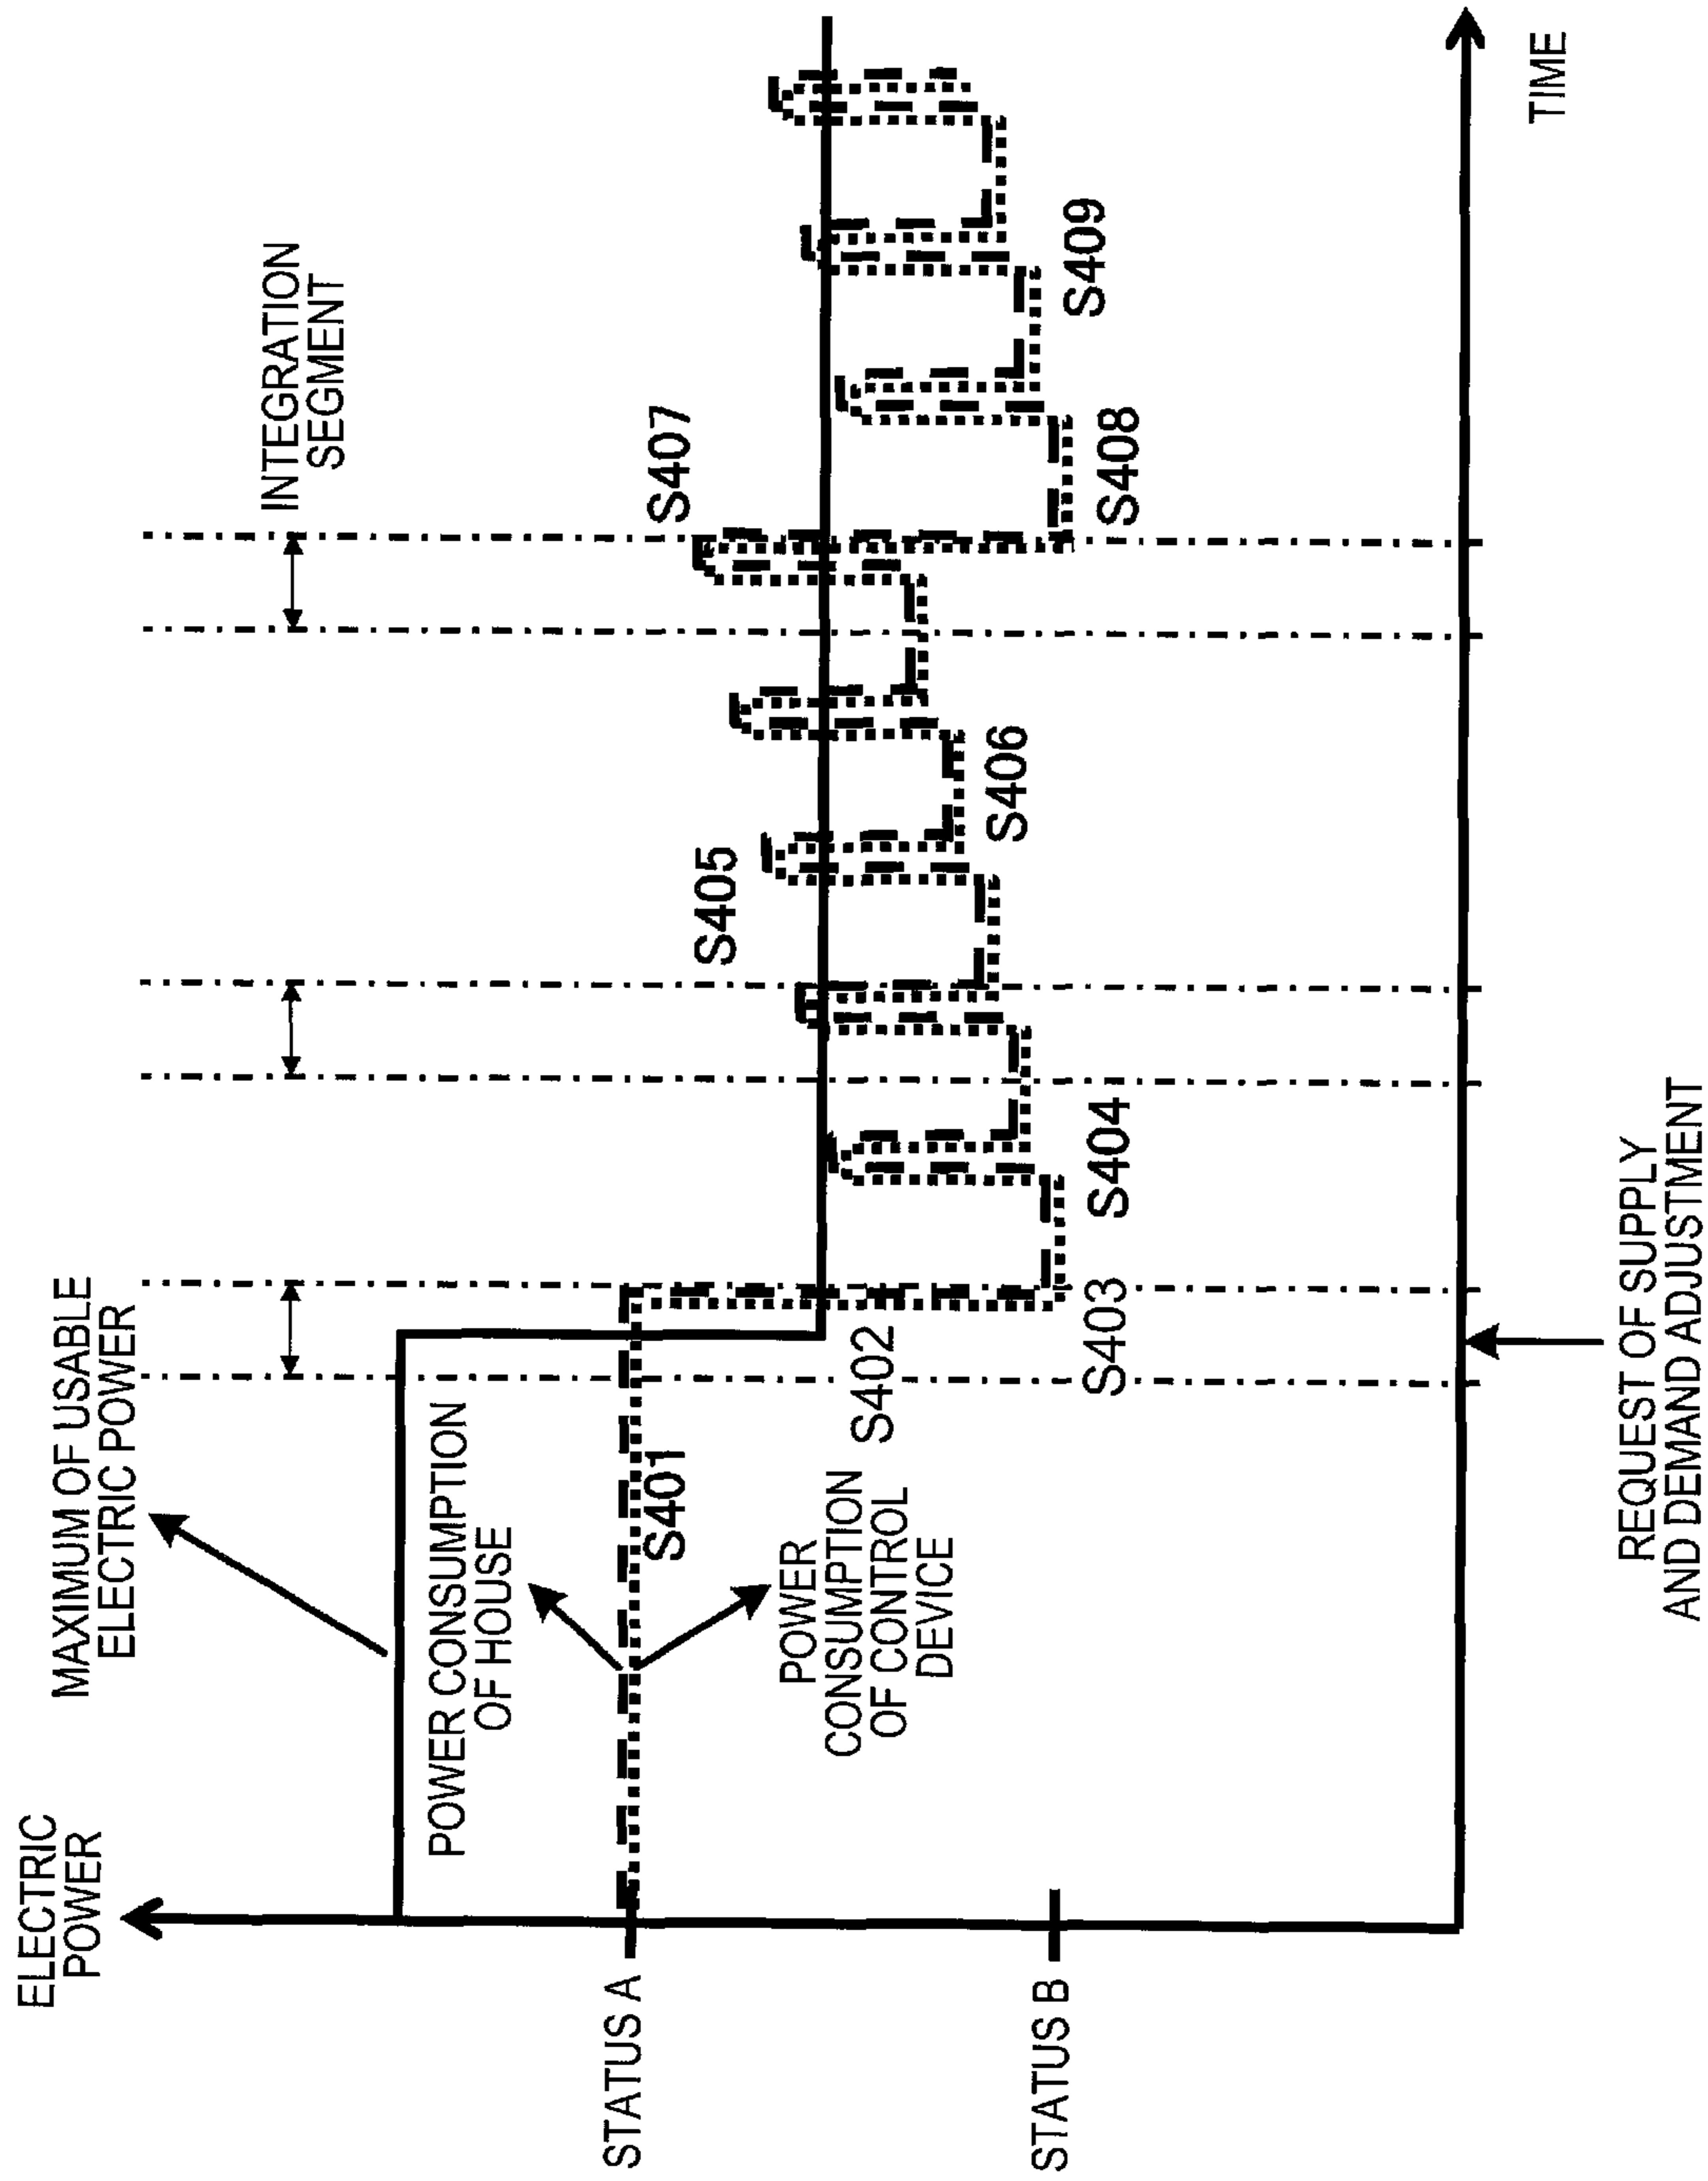 ELECTRIC
POWER
MAXIMUM OF USABLE
ELECTRIC POWER
INTEGRATION
SEGMENT
POWER CONSUMPTION
OF HOUSE
STATUS A
S401
S405
S407
POWER
CONSUMPTION
OF CONTROL
DEVICE
S402
S406
STATUS B
S403
S404
S408
S409
TIME
REQUEST OF SUPPLY
AND DEMAND ADJUSTMENT